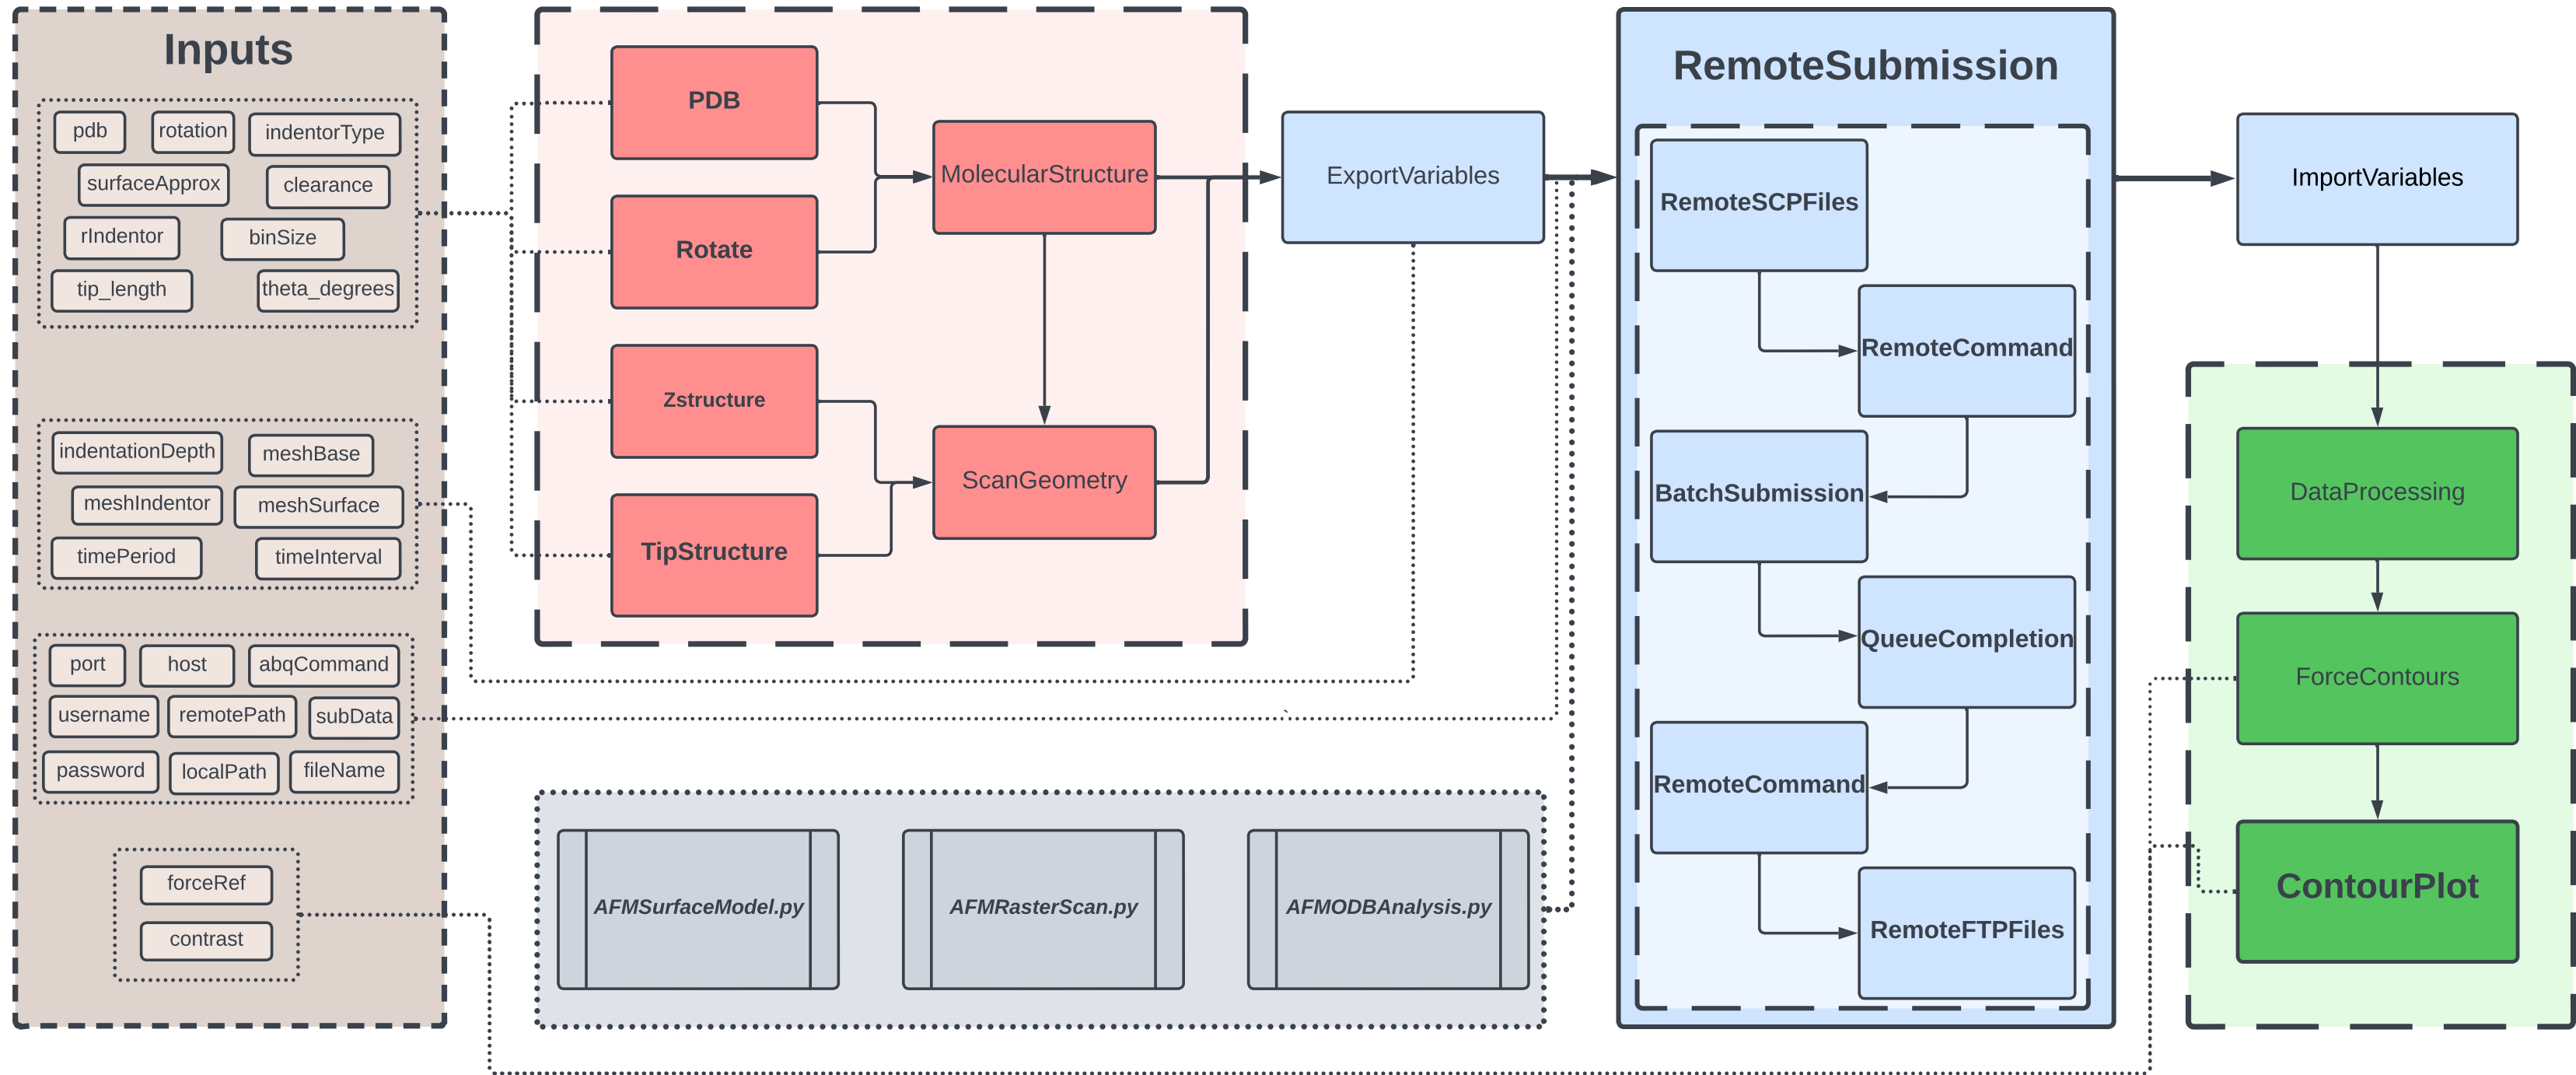 Inputs
pdb
rotation
indentorType
surfaceApprox
clearance
rIndentor
binSize
tip_length
theta_degrees
indentationDepth
meshBase
meshIndentor
meshSurface
timePeriod
timeInterval
port
host
abqCommand
username
remotePath
subData
password
localPath
fileName
forceRef
contrast
PDB
Rotate
Zstructure
TipStructure
MolecularStructure
ScanGeometry
ExportVariables
`
AFMSurfaceModel.py
AFMRasterScan.py
AFMODBAnalysis.py
RemoteSubmission
RemoteSCPFiles
RemoteCommand
BatchSubmission
QueueCompletion
RemoteCommand
RemoteFTPFiles
ImportVariables
DataProcessing
ForceContours
ContourPlot